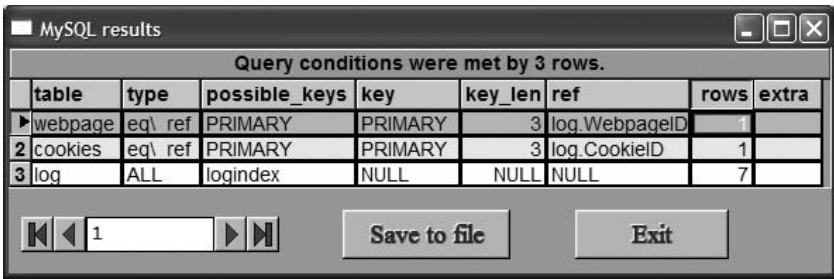 MySQL results
Query conditions were met by 3 rows.
table type possible_keys key key_len ref rows extra
webpage eq\ ref PRIMARY PRIMARY 3 log.WebpageID 1
2 cookies eq\ ref PRIMARY PRIMARY 3 log.CookieID 1
3 log ALL logindex NULL NULL NULL 7
1 Save to file Exit